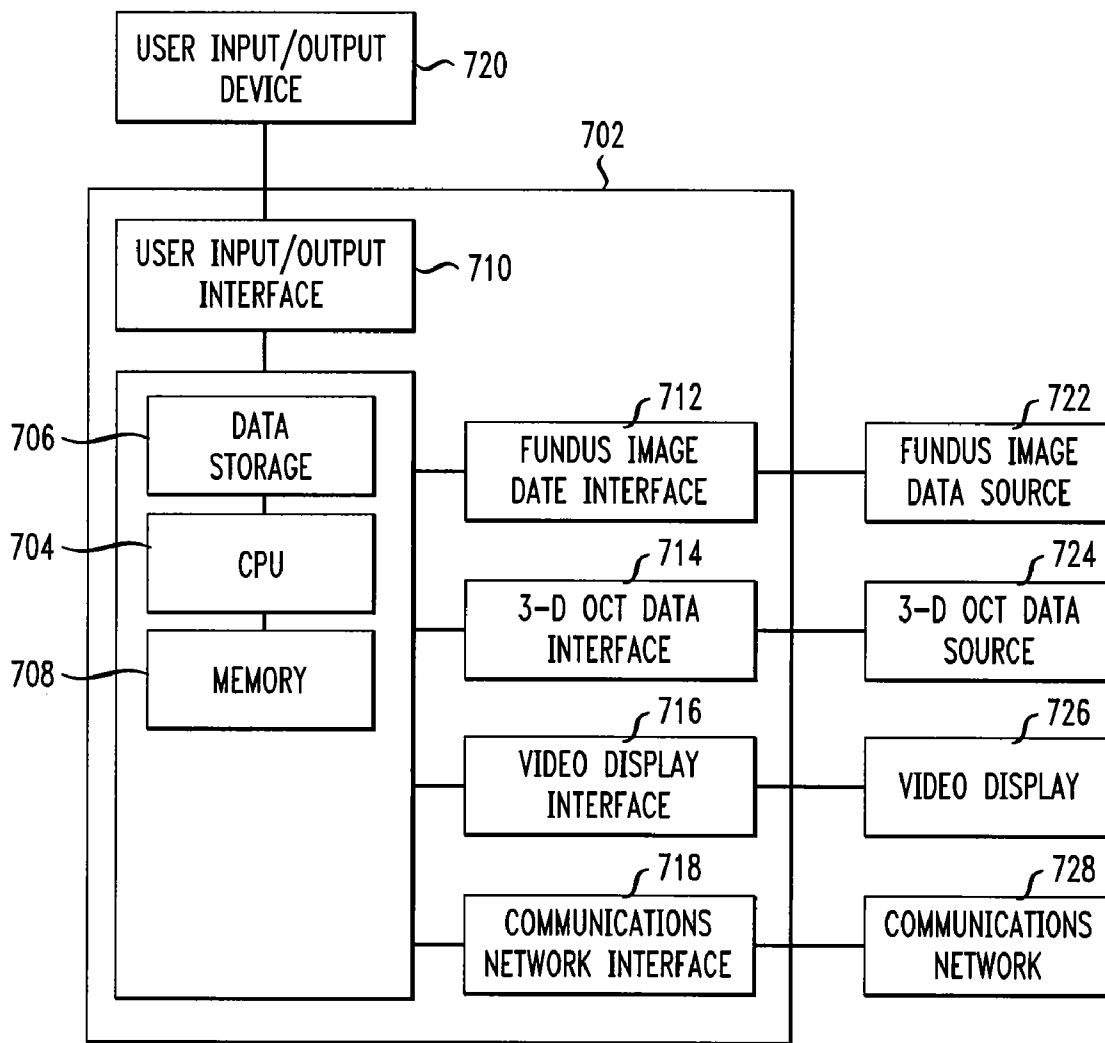 USER INPUT/OUTPUT
DEVICE
720
702
USER INPUT/OUTPUT
INTERFACE
710
706
DATA
STORAGE
704
CPU
708
MEMORY
712
FUNDUS IMAGE
DATE INTERFACE
722
FUNDUS IMAGE
DATA SOURCE
714
3-D OCT DATA
INTERFACE
724
3-D OCT DATA
SOURCE
716
VIDEO DISPLAY
INTERFACE
726
VIDEO DISPLAY
718
COMMUNICATIONS
NETWORK INTERFACE
728
COMMUNICATIONS
NETWORK